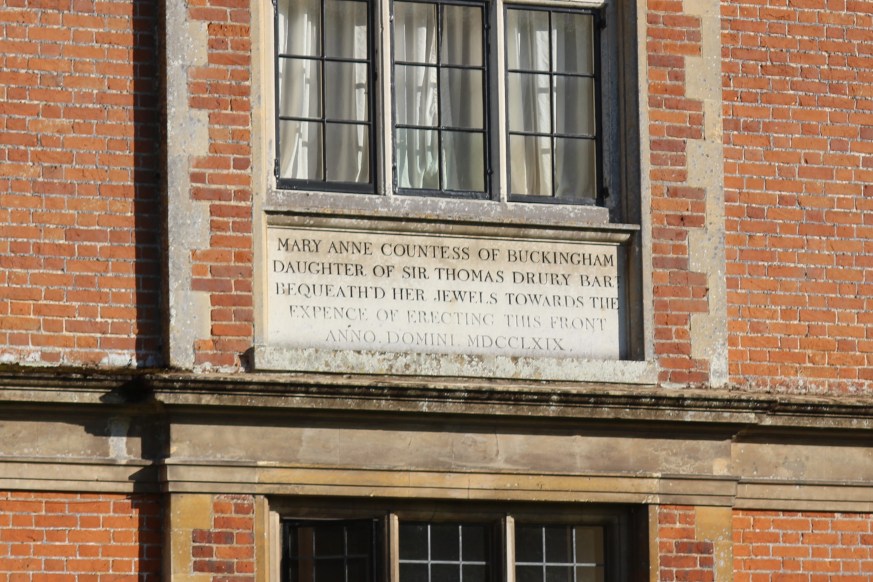 MARY ANNE COUNTESS OF BUCKINGHAM
DAUGHTER OF SIR THOMAS DRURY BAR
BEQUEATH'D HER JEWELS TOWARDS THE
EXPENCE OF ERECTING THIS FRONT
ANNO. DOMINI. MDCCLXIX.